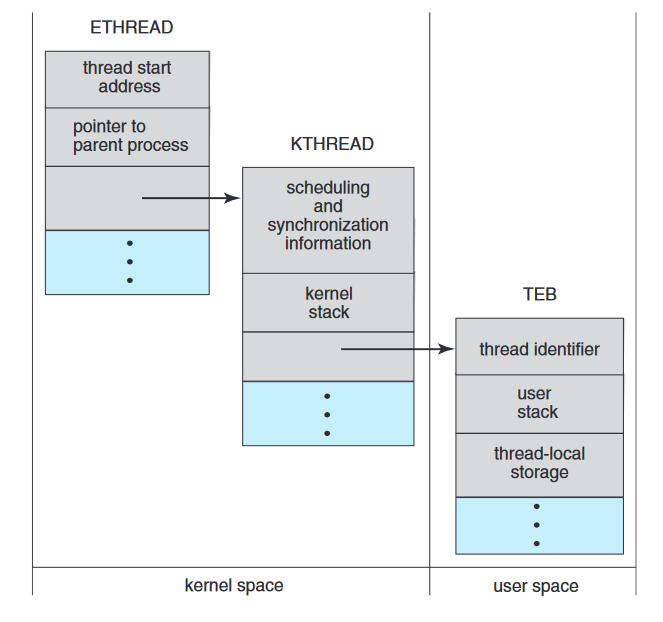 ETHREAD
thread start
address
pointer to
parent process
KTHREAD
scheduling
and
synchronization
information
kernel
stack
TEB
thread identifier
user
stack
thread-local
storage
kernel space
user space